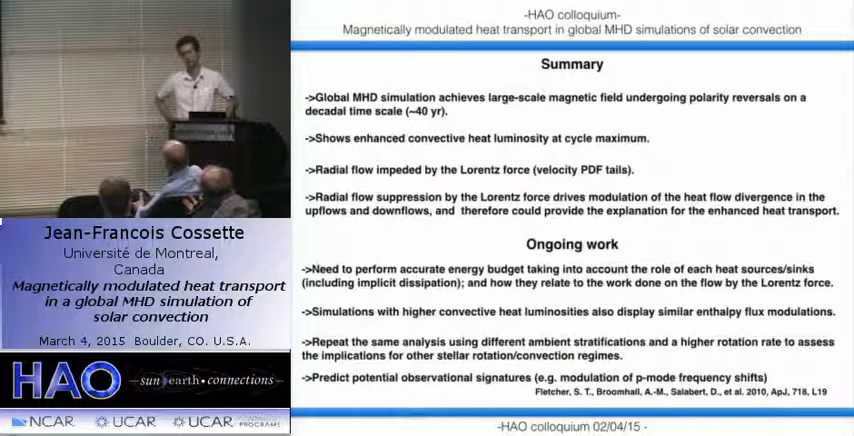 -HAO colloquium-
Magnetically modulated heat transport in global MHD simulations of solar convection
Summary
->Global MHD simulation achieves large-scale magnetic field undergoing polarity reversals on a
decadal time scale (~40 yr).
->Shows enhanced convective heat luminosity at cycle maximum.
->Radial flow impeded by the Lorentz force (velocity PDF tails).
->Radial flow suppression by the Lorentz force drives modulation of the heat flow divergence in the
upflows and downflows, and therefore could provide the explanation for the enhanced heat transport.
Ongoing work
->Need to perform accurate energy budget taking into account the role of each heat sources/sinks
(including implicit dissipation); and how they relate to the work done on the flow by the Lorentz force.
->Simulations with higher convective heat luminosities also display similar enthalpy flux modulations.
->Repeat the same analysis using different ambient stratifications and a higher rotation rate to assess
the implications for other stellar rotation/convection regimes.
->Predict potential observational signatures (e.g. modulation of p-mode frequency shifts)
Fletcher, S. T., Broomhall, A.-M., Salabert, D., et al. 2010, ApJ, 718, L19
-HAO colloquium 02/04/15 -
Jean-Francois Cossette
Université de Montreal,
Canada
Magnetically modulated heat transport
in a global MHD simulation of
solar convection
March 4, 2015 Boulder, CO. U.S.A.
HAO
sun earth connections
NCAR UCAR UCAR COMMUNITY PROGRAMS